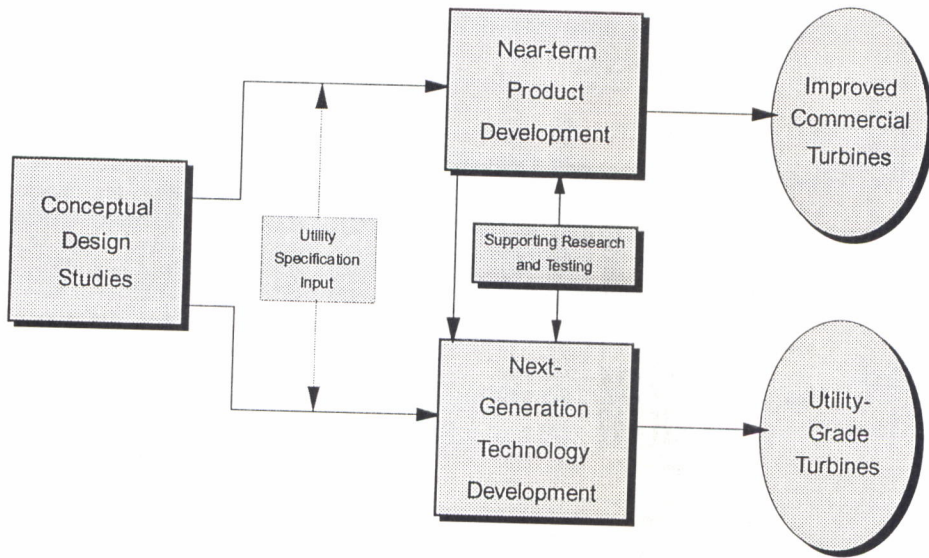 Near-term
Product
Development
Improved
Commercial
Turbines
Conceptual
Design
Studies
Utility
Specification
Input
Supporting Research
and Testing
Next-
Generation
Technology
Development
Utility-
Grade
Turbines